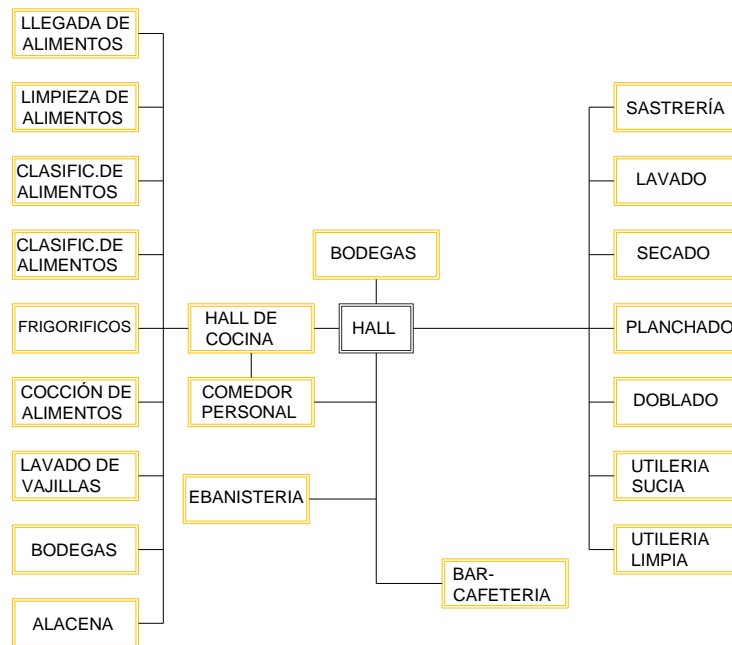 LLEGADA DE
ALIMENTOS
LIMPIEZA DE
ALIMENTOS
CLASIFIC.DE
ALIMENTOS
CLASIFIC.DE
ALIMENTOS
FRIGORIFICOS
COCCIÓN DE
ALIMENTOS
LAVADO DE
VAJILLAS
BODEGAS
ALACENA
HALL DE
COCINA
COMEDOR
PERSONAL
EBANISTERIA
BODEGAS
HALL
BAR-
CAFETERIA
SASTRERÍA
LAVADO
SECADO
PLANCHADO
DOBLADO
UTILERIA
SUCIA
UTILERIA
LIMPIA